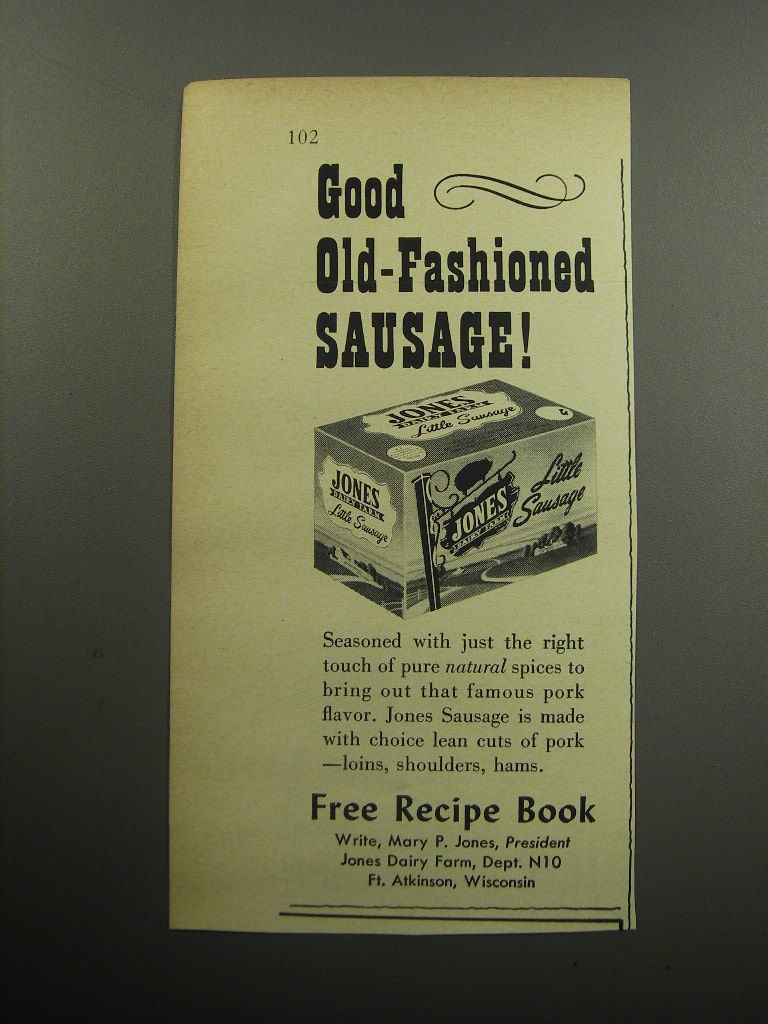 102
Good
Old-Fashioned
SAUSAGE!
JONES
DAIRY FARM
Little Sausage
JONES
DAIRY FARM
Little Sausage
JONES
DAIRY FARM
Little
Sausage
Seasoned with just the right
touch of pure natural spices to
bring out that famous pork
flavor. Jones Sausage is made
with choice lean cuts of pork
—loins, shoulders, hams.
Free Recipe Book
Write, Mary P. Jones, President
Jones Dairy Farm, Dept. N10
Ft. Atkinson, Wisconsin